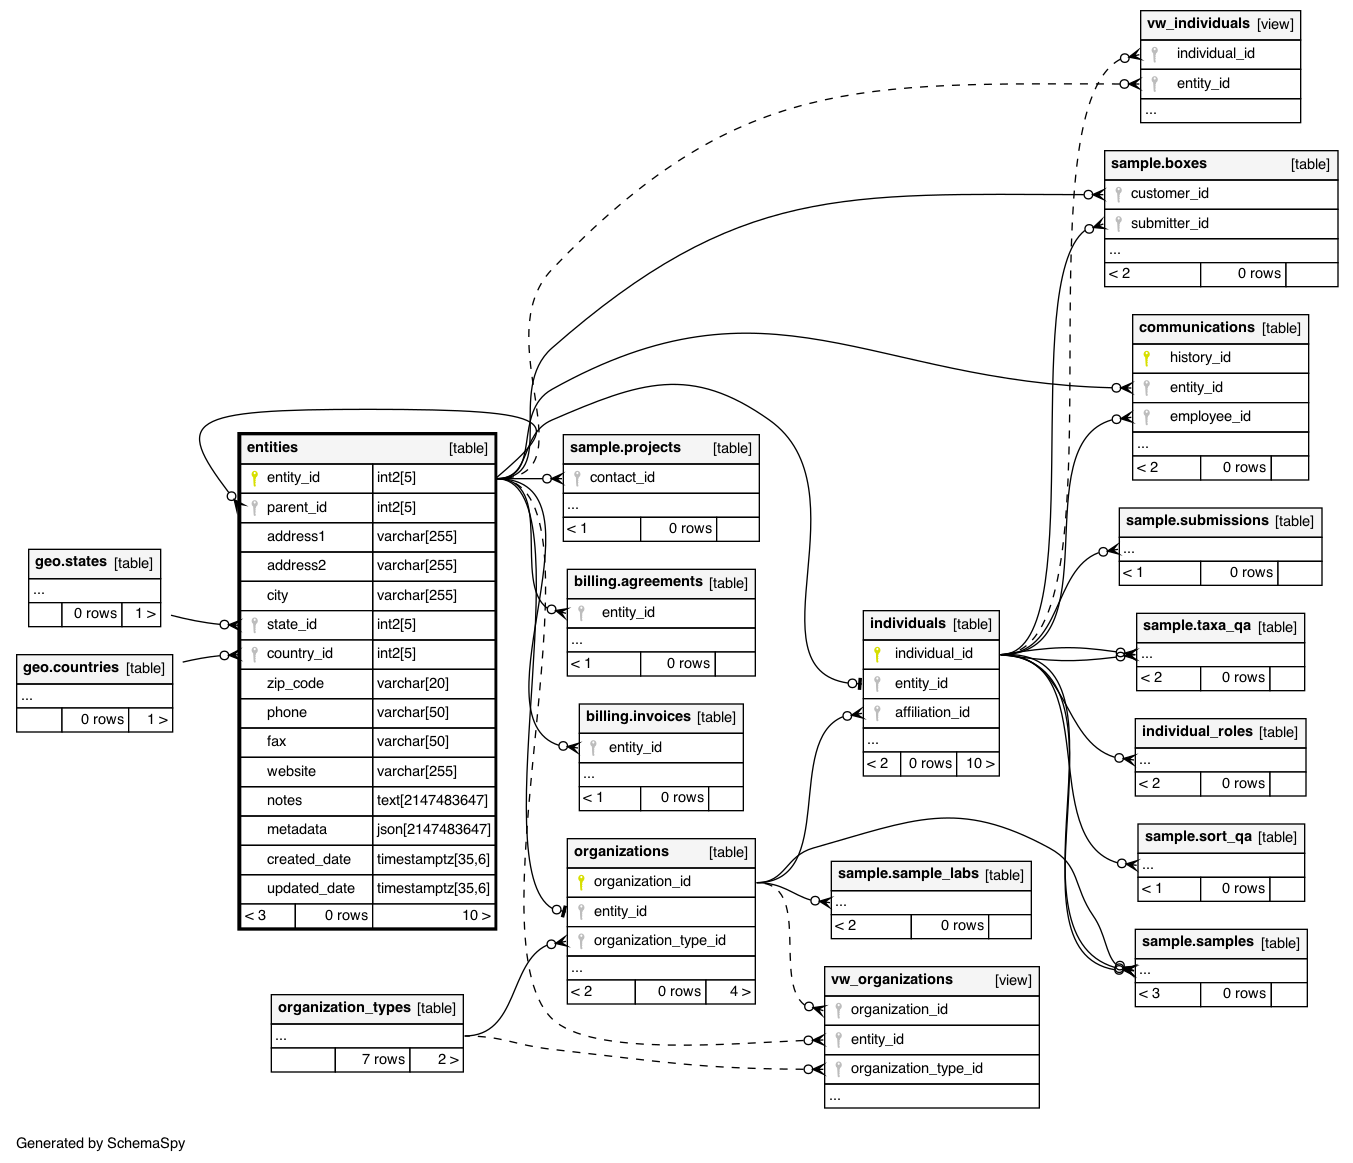 vw_individuals [view]
individual_id
entity_id
...
sample.boxes [table]
customer_id
submitter_id
...
< 2 0 rows
communications [table]
history_id
entity_id
employee_id
...
< 2 0 rows
entities [table]
entity_id int2[5]
parent_id int2[5]
address1 varchar[255]
address2 varchar[255]
city varchar[255]
state_id int2[5]
country_id int2[5]
zip_code varchar[20]
phone varchar[50]
fax varchar[50]
website varchar[255]
notes text[2147483647]
metadata json[2147483647]
created_date timestamptz[35,6]
updated_date timestamptz[35,6]
< 3 0 rows 10 >
sample.projects [table]
contact_id
...
< 1 0 rows
sample.submissions [table]
...
< 1 0 rows
geo.states [table]
...
0 rows 1 >
billing.agreements [table]
entity_id
...
< 1 0 rows
individuals [table]
individual_id
entity_id
affiliation_id
...
< 2 0 rows 10 >
sample.taxa_qa [table]
...
< 2 0 rows
geo.countries [table]
...
0 rows 1 >
billing.invoices [table]
entity_id
...
< 1 0 rows
individual_roles [table]
...
< 2 0 rows
sample.sort_qa [table]
...
< 1 0 rows
organizations [table]
organization_id
entity_id
organization_type_id
...
< 2 0 rows 4 >
sample.sample_labs [table]
...
< 2 0 rows
sample.samples [table]
...
< 3 0 rows
vw_organizations [view]
organization_id
entity_id
organization_type_id
...
organization_types [table]
...
7 rows 2 >
Generated by SchemaSpy